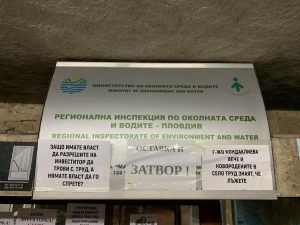 МИНИСТЕРСТВО НА ОКОЛНАТА СРЕДА И ВОДИТЕ
MINISTRY OF ENVIRONMENT AND WATER
РЕГИОНАЛНА ИНСПЕКЦИЯ ПО ОКОЛНАТА СРЕДА
И ВОДИТЕ – ПЛОВДИВ
REGIONAL INSPECTORATE OF ENVIRONMENT AND WATER
ЗАЩО ИМАТЕ ВЛАСТ
ДА РАЗРЕШИТЕ НА
ИНВЕСТИТОР ДА
ТРОВИ С. ТРУД, А
НЯМАТЕ ВЛАСТ ДА ГО
СПРЕТЕ?
ОСТАВКА И
ЗАТВОР !
Г-ЖО КОНДАКЛИЕВА
ВЕЧЕ И
НОВОРОДЕНИТЕ В
СЕЛО ТРУД ЗНАЯТ, ЧЕ
ЛЪЖЕТЕ